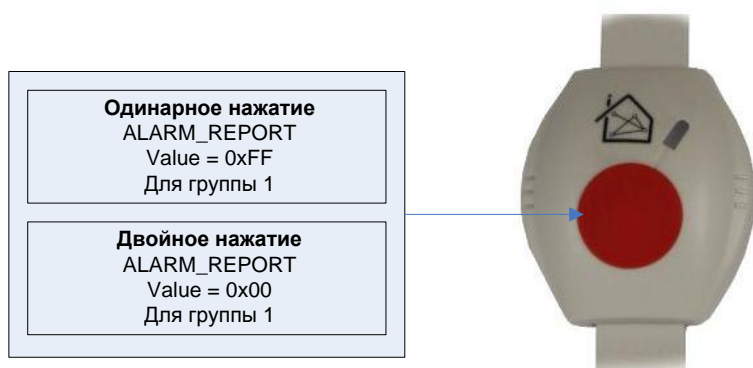 Одинарное нажатие
ALARM_REPORT
Value = 0xFF
Для группы 1
Двойное нажатие
ALARM_REPORT
Value = 0x00
Для группы 1